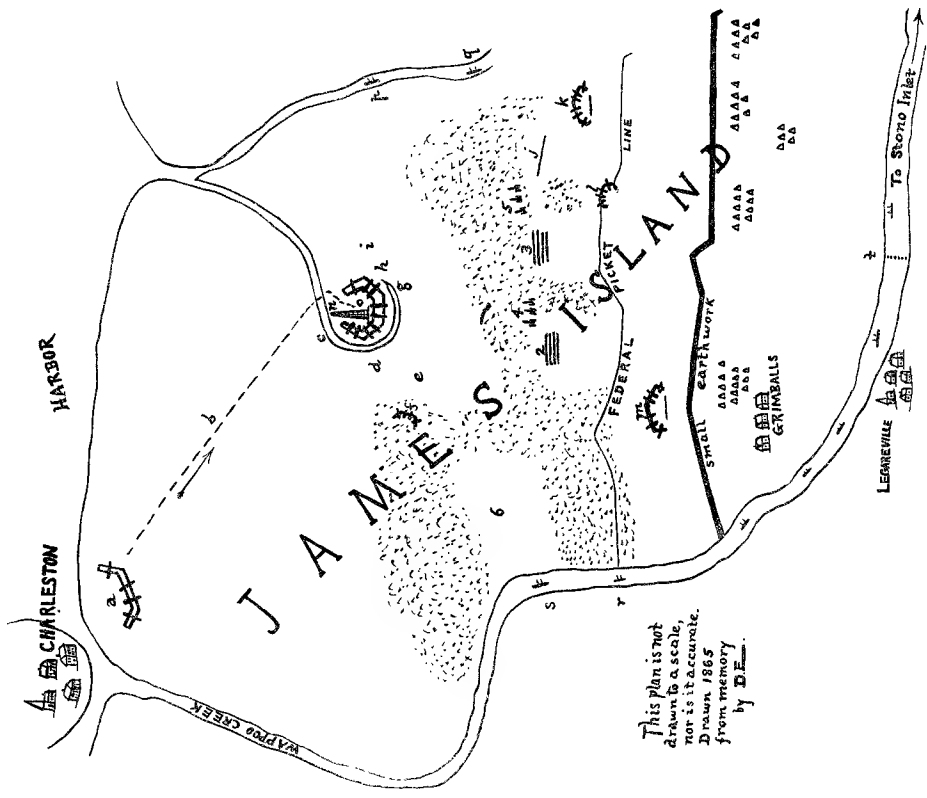 CHARLESTON
HARBOR
WAPPOO CREEK
JAMES ISLAND
FEDERAL PICKET LINE
small earthwork
GRIMBALLS
LEGAREVILLE
To Stono Inlet
This plan is not
drawn to a scale,
nor is it accurate.
Drawn 1865
from memory
by D.E.
a
b
c
d
e
f
g
h
i
j
k
l
m
n
q
r
s
2
3
4
5
6